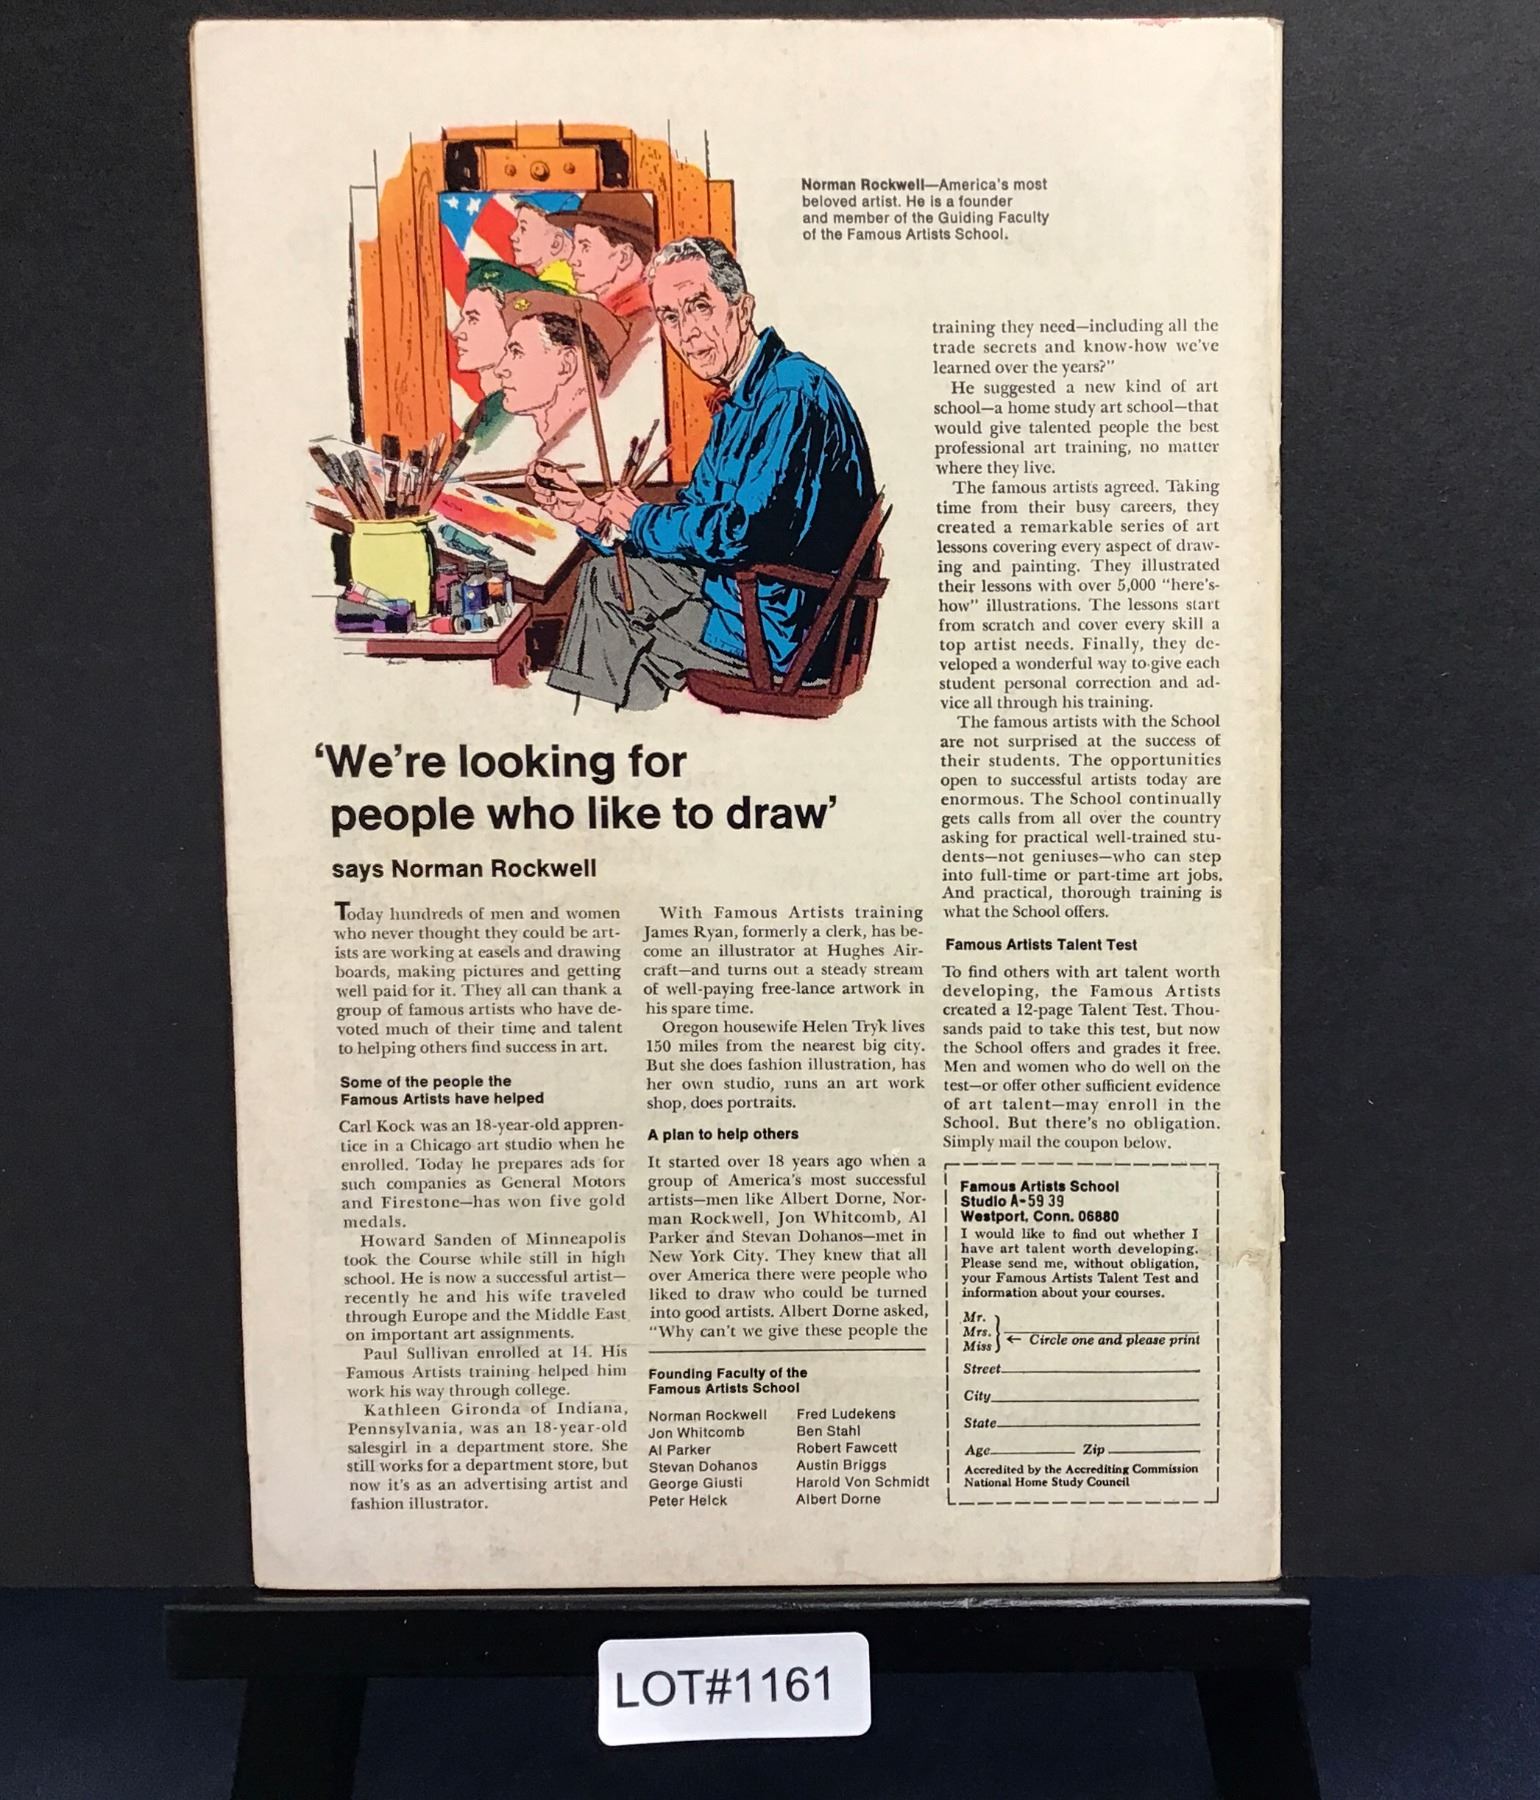 Norman Rockwell—America's most
beloved artist. He is a founder
and member of the Guiding Faculty
of the Famous Artists School.
‘We’re looking for
people who like to draw’
says Norman Rockwell
Today hundreds of men and women
who never thought they could be art-
ists are working at easels and drawing
boards, making pictures and getting
well paid for it. They all can thank a
group of famous artists who have de-
voted much of their time and talent
to helping others find success in art.
Some of the people the
Famous Artists have helped
Carl Kock was an 18-year-old appren-
tice in a Chicago art studio when he
enrolled. Today he prepares ads for
such companies as General Motors
and Firestone—has won five gold
medals.
Howard Sanden of Minneapolis
took the Course while still in high
school. He is now a successful artist—
recently he and his wife traveled
through Europe and the Middle East
on important art assignments.
Paul Sullivan enrolled at 14. His
Famous Artists training helped him
work his way through college.
Kathleen Gironda of Indiana,
Pennsylvania, was an 18-year-old
salesgirl in a department store. She
still works for a department store, but
now it's as an advertising artist and
fashion illustrator.
With Famous Artists training
James Ryan, formerly a clerk, has be-
come an illustrator at Hughes Air-
craft—and turns out a steady stream
of well-paying free-lance artwork in
his spare time.
Oregon housewife Helen Tryk lives
150 miles from the nearest big city.
But she does fashion illustration, has
her own studio, runs an art work
shop, does portraits.
A plan to help others
It started over 18 years ago when a
group of America's most successful
artists—men like Albert Dorne, Nor-
man Rockwell, Jon Whitcomb, Al
Parker and Stevan Dohanos—met in
New York City. They knew that all
over America there were people who
liked to draw who could be turned
into good artists. Albert Dorne asked,
“Why can't we give these people the
Founding Faculty of the
Famous Artists School
Norman Rockwell
Jon Whitcomb
Al Parker
Stevan Dohanos
George Giusti
Peter Helck
Fred Ludekens
Ben Stahl
Robert Fawcett
Austin Briggs
Harold Von Schmidt
Albert Dorne
training they need—including all the
trade secrets and know-how we've
learned over the years?”
He suggested a new kind of art
school—a home study art school—that
would give talented people the best
professional art training, no matter
where they live.
The famous artists agreed. Taking
time from their busy careers, they
created a remarkable series of art
lessons covering every aspect of draw-
ing and painting. They illustrated
their lessons with over 5,000 “here's-
how” illustrations. The lessons start
from scratch and cover every skill a
top artist needs. Finally, they de-
veloped a wonderful way to give each
student personal correction and ad-
vice all through his training.
The famous artists with the School
are not surprised at the success of
their students. The opportunities
open to successful artists today are
enormous. The School continually
gets calls from all over the country
asking for practical well-trained stu-
dents—not geniuses—who can step
into full-time or part-time art jobs.
And practical, thorough training is
what the School offers.
Famous Artists Talent Test
To find others with art talent worth
developing, the Famous Artists
created a 12-page Talent Test. Thou-
sands paid to take this test, but now
the School offers and grades it free.
Men and women who do well on the
test—or offer other sufficient evidence
of art talent—may enroll in the
School. But there's no obligation.
Simply mail the coupon below.
Famous Artists School
Studio A-59 39
Westport, Conn. 06880
I would like to find out whether I
have art talent worth developing.
Please send me, without obligation,
your Famous Artists Talent Test and
information about your courses.
Mr.
Mrs.
Miss
← Circle one and please print
Street
City
State
Age Zip
Accredited by the Accrediting Commission
National Home Study Council
LOT#1161